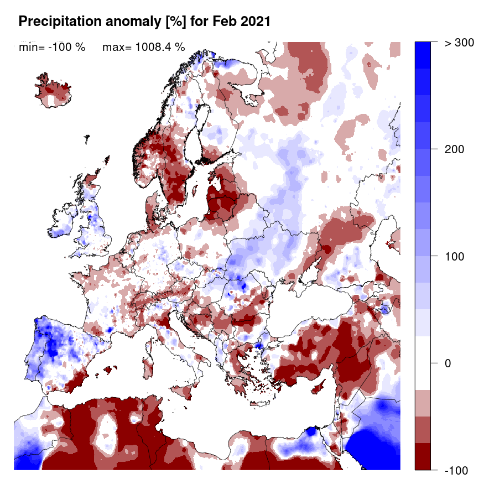 Precipitation anomaly [%] for Feb 2021
min= -100 % max= 1008.4 %
> 300
200
100
0
-100